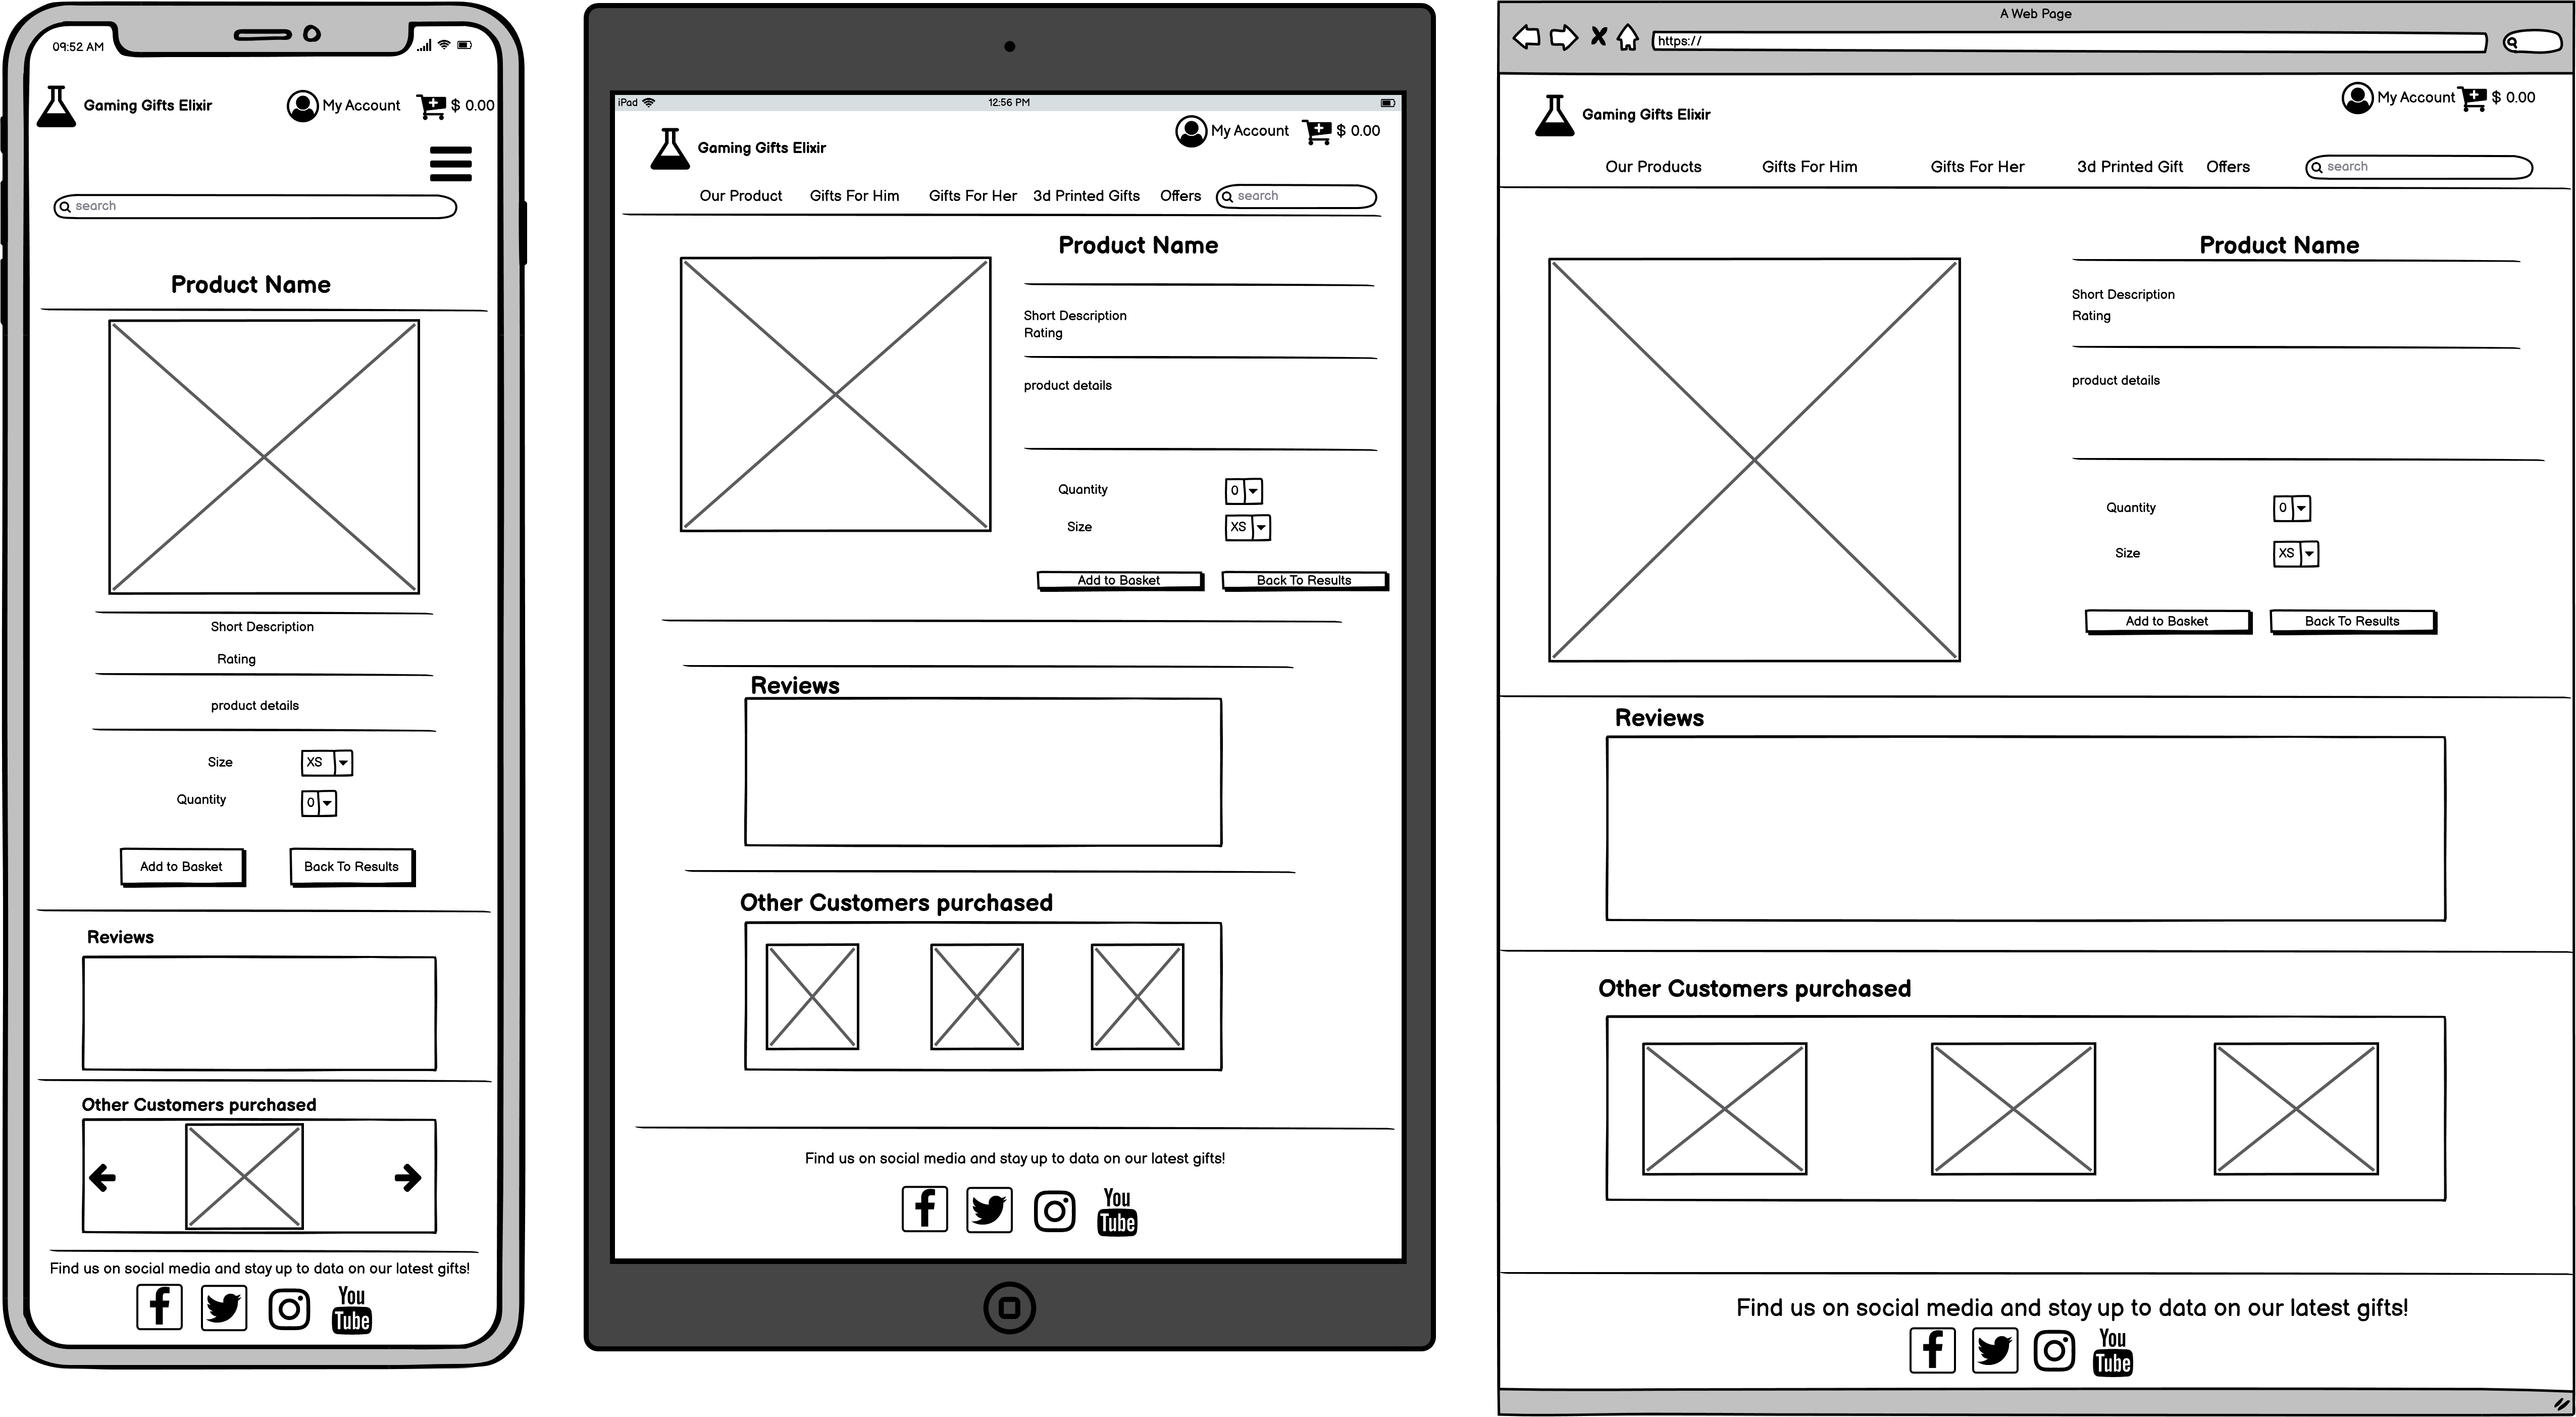 09:52 AM
Gaming Gifts Elixir
My Account
$ 0.00
search
Product Name
Short Description
Rating
product details
Size
XS
Quantity
0
Add to Basket
Back To Results
Reviews
Other Customers purchased
Find us on social media and stay up to data on our latest gifts!
You
Tube
iPad
12:56 PM
My Account
$ 0.00
Gaming Gifts Elixir
Our Product
Gifts For Him
Gifts For Her
3d Printed Gifts
Offers
search
Product Name
Short Description
Rating
product details
Quantity
0
Size
XS
Add to Basket
Back To Results
Reviews
Other Customers purchased
Find us on social media and stay up to data on our latest gifts!
You
Tube
A Web Page
https://
My Account
$ 0.00
Gaming Gifts Elixir
Our Products
Gifts For Him
Gifts For Her
3d Printed Gift
Offers
search
Product Name
Short Description
Rating
product details
Quantity
0
Size
XS
Add to Basket
Back To Results
Reviews
Other Customers purchased
Find us on social media and stay up to data on our latest gifts!
You
Tube